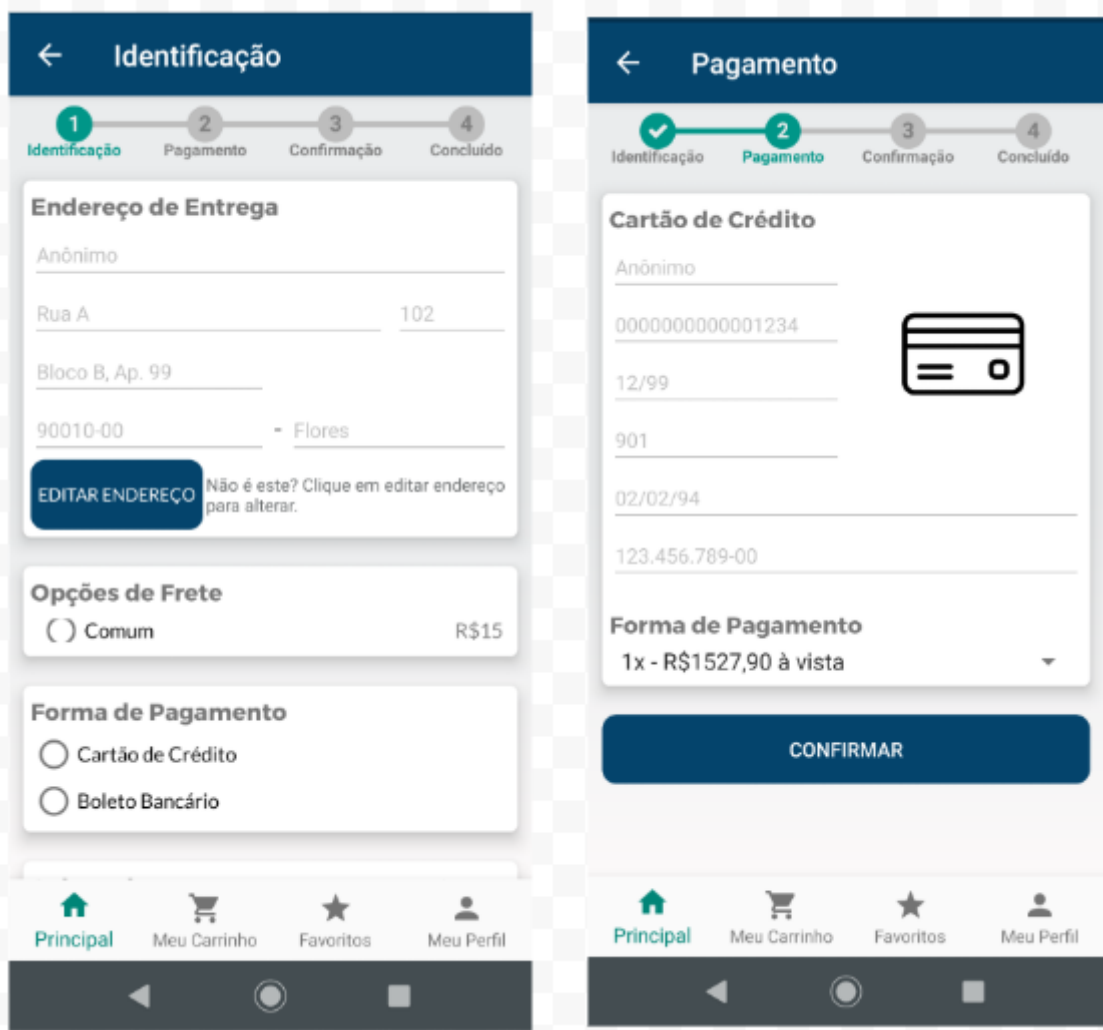 Identificação
1 2 3 4
Identificação Pagamento Confirmação Concluído
Endereço de Entrega
Anônimo
Rua A 102
Bloco B, Ap. 99
90010-00 - Flores
EDITAR ENDEREÇO Não é este? Clique em editar endereço
para alterar.
Opções de Frete
Comum R$15
Forma de Pagamento
Cartão de Crédito
Boleto Bancário
Principal Meu Carrinho Favoritos Meu Perfil
Pagamento
2 3 4
Identificação Pagamento Confirmação Concluído
Cartão de Crédito
Anônimo
0000000000001234
12/99
901
02/02/94
123.456.789-00
Forma de Pagamento
1x - R$1527,90 à vista
CONFIRMAR
Principal Meu Carrinho Favoritos Meu Perfil